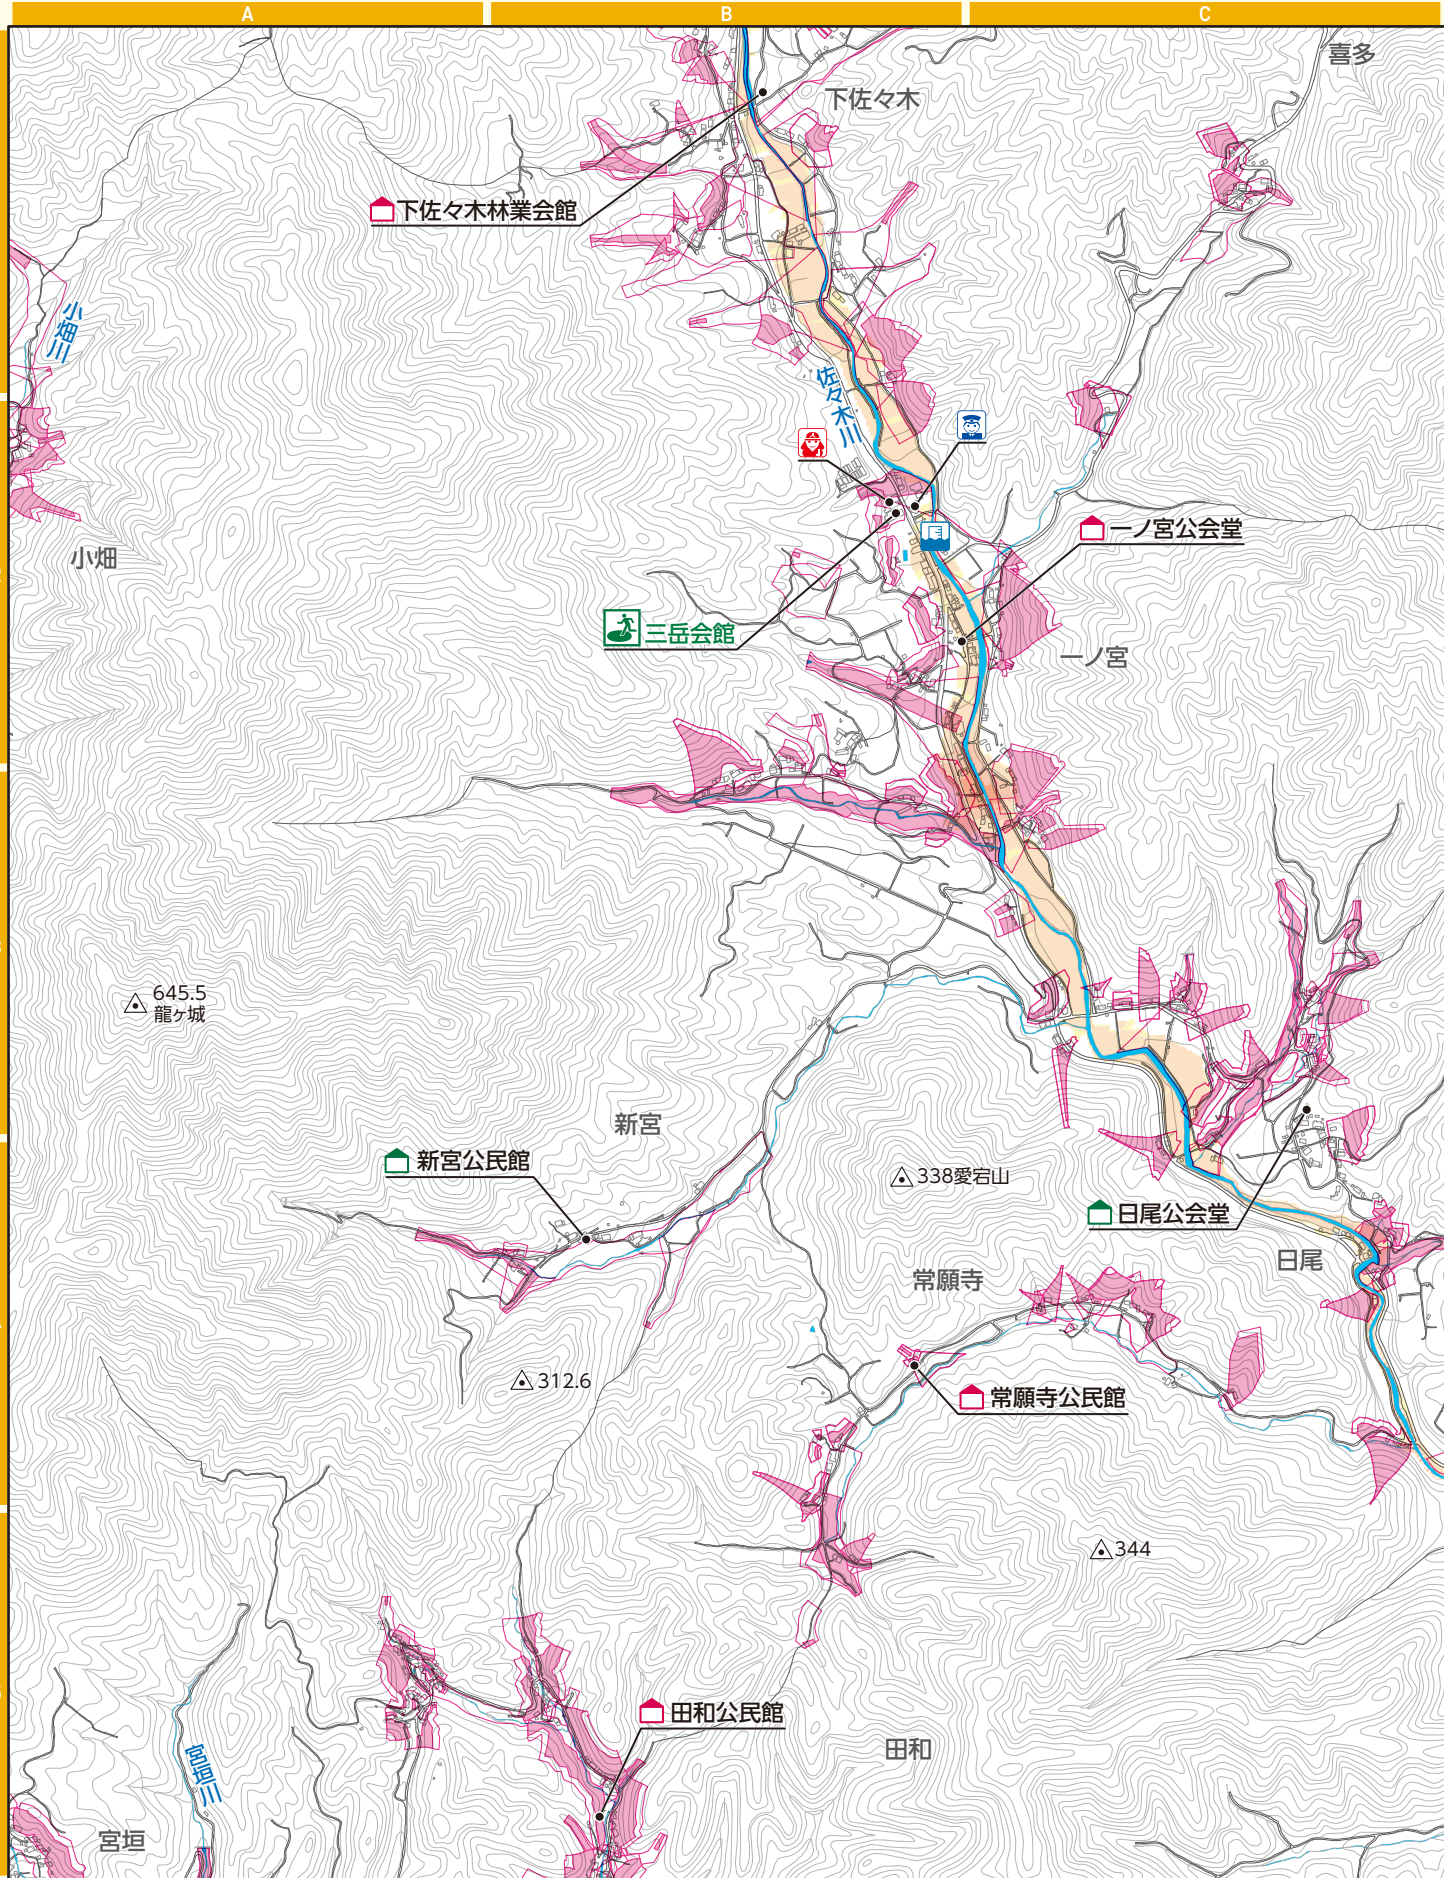 A
B
C
喜多
下佐々木
下佐々木林業会館
小畑川
佐々木川
小畑
一ノ宮公会堂
三岳会館
一ノ宮
645.5
龍ヶ城
新宮
新宮公民館
338愛宕山
日尾公会堂
日尾
常願寺
312.6
常願寺公民館
344
田和公民館
田和
宮垣川
宮垣